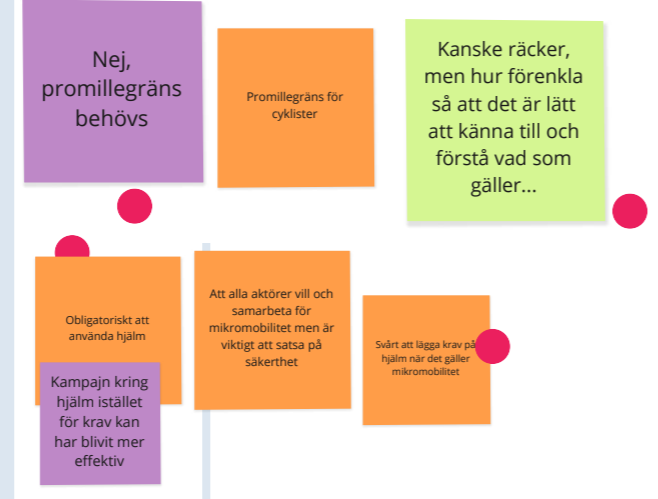 Nej,
promillegräns
behövs
Promillegräns för
cyklister
Kanske räcker,
men hur förenkla
så att det är lätt
att känna till och
förstå vad som
gäller...
Obligatoriskt att
använda hjälm
Kampajn kring
hjälm istället
för krav kan
har blivit mer
effektiv
Att alla aktörer vill och
samarbeta för
mikromobilitet men är
viktigt att satsa på
säkerthet
Svårt att lägga krav på
hjälm när det gäller
mikromobilitet